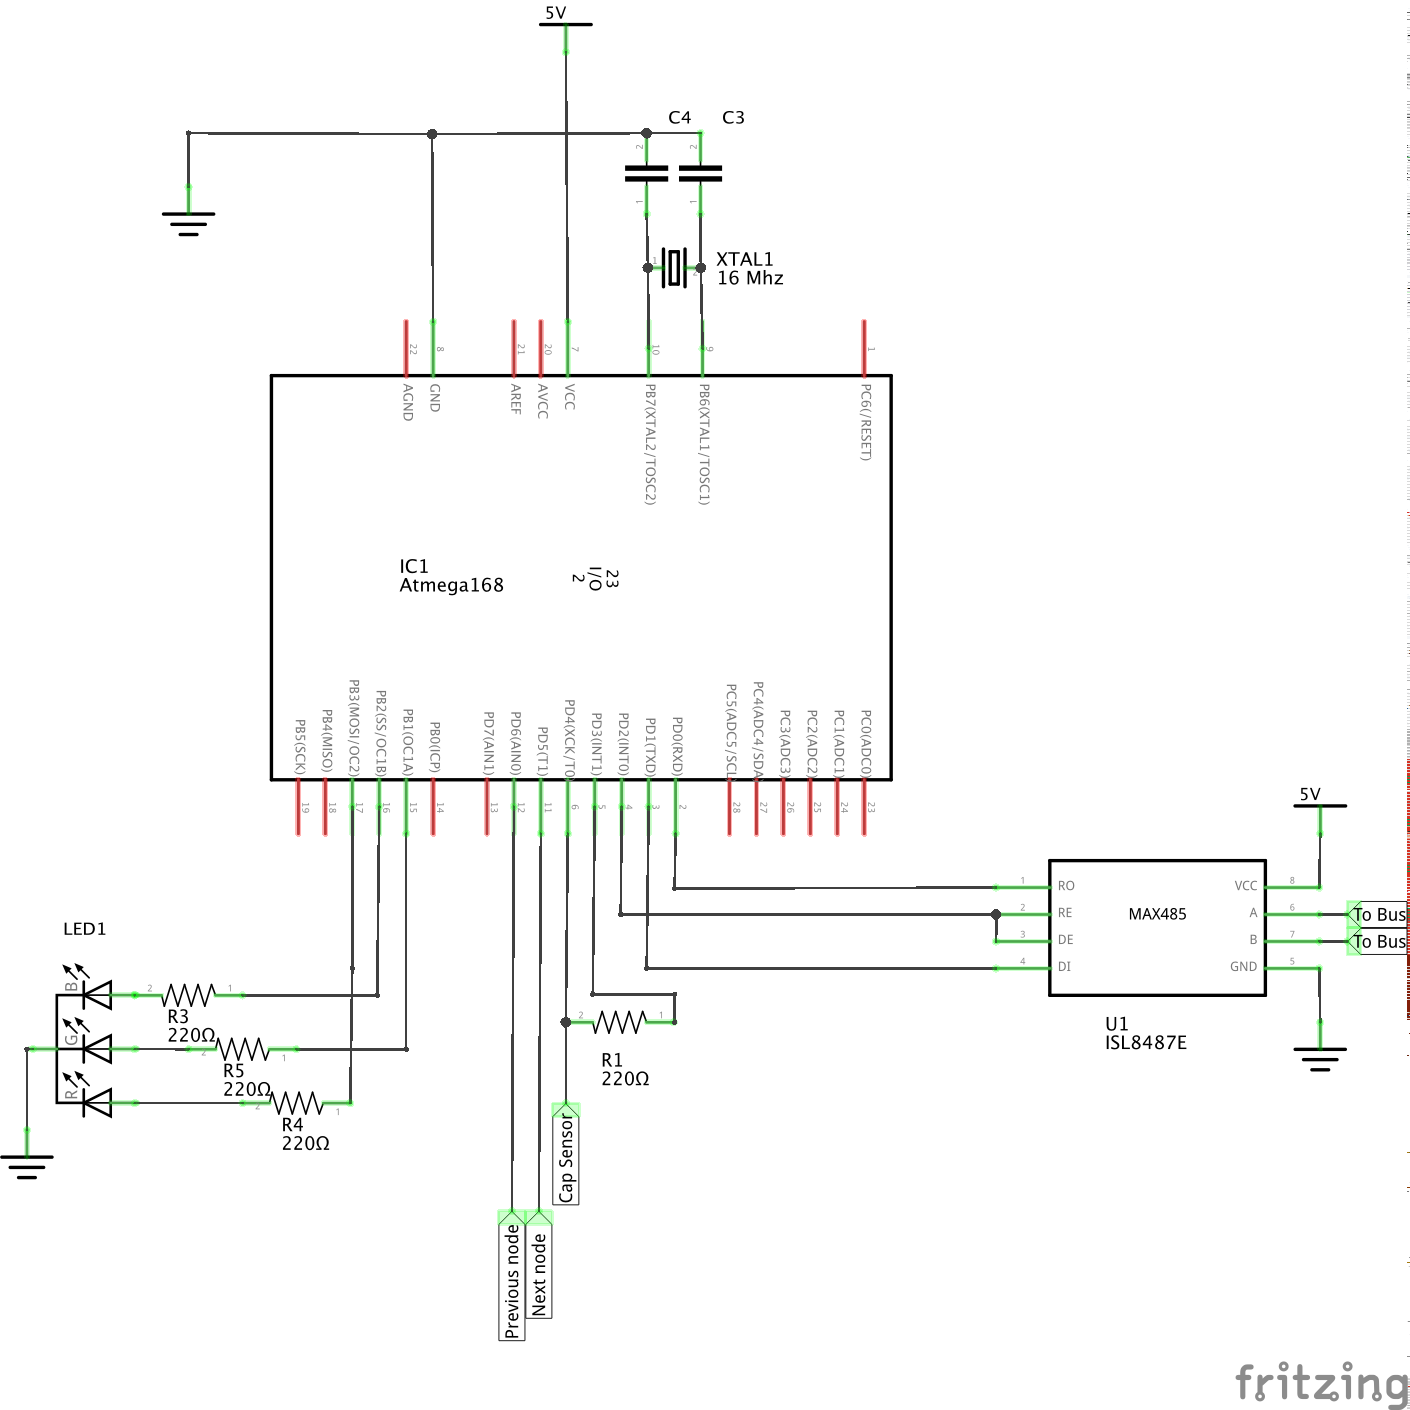 5V
C4
C3
2
2
1
1
1
2
XTAL1
16 Mhz
22
8
21
20
7
10
9
1
AGND
GND
AREF
AVCC
VCC
PB7(XTAL2/TOSC2)
PB6(XTAL1/TOSC1)
PC6(/RESET)
IC1
Atmega168
23
I/O
2
PB5(SCK)
PB4(MISO)
PB3(MOSI/OC2)
PB2(SS/OC1B)
PB1(OC1A)
PB0(ICP)
PD7(AIN1)
PD6(AIN0)
PD5(T1)
PD4(XCK/T0)
PD3(INT1)
PD2(INT0)
PD1(TXD)
PD0(RXD)
PC5(ADC5/SCL)
PC4(ADC4/SDA)
PC3(ADC3)
PC2(ADC2)
PC1(ADC1)
PC0(ADC0)
19
18
17
16
15
14
13
12
11
6
5
4
3
2
28
27
26
25
24
23
5V
1
RO
VCC
8
2
RE
MAX485
A
6
To Bus
3
DE
B
7
To Bus
4
DI
GND
5
U1
ISL8487E
LED1
B
2
1
R3
220Ω
G
2
1
R5
220Ω
R
2
1
R4
220Ω
2
1
R1
220Ω
Cap Sensor
Previous node
Next node
fritzing